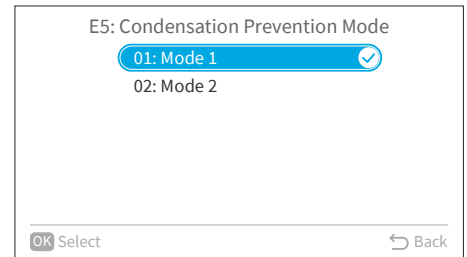 E5: Condensation Prevention Mode
01: Mode 1
02: Mode 2
OK Select Back